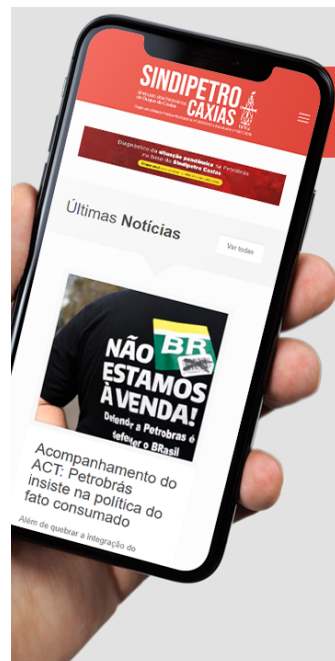 SINDIPETRO
CAXIAS
Diagnóstico da situação pandêmica na Petrobrás
na Base do Sindipetro Caxias
Últimas Notícias
Ver todas
BR
NÃO
ESTAMOS
À VENDA!
Defender a Petrobras é
defender o BRasil
Acompanhamento do
ACT: Petrobrás
insiste na política do
fato consumado
Além de quebrar a integração do